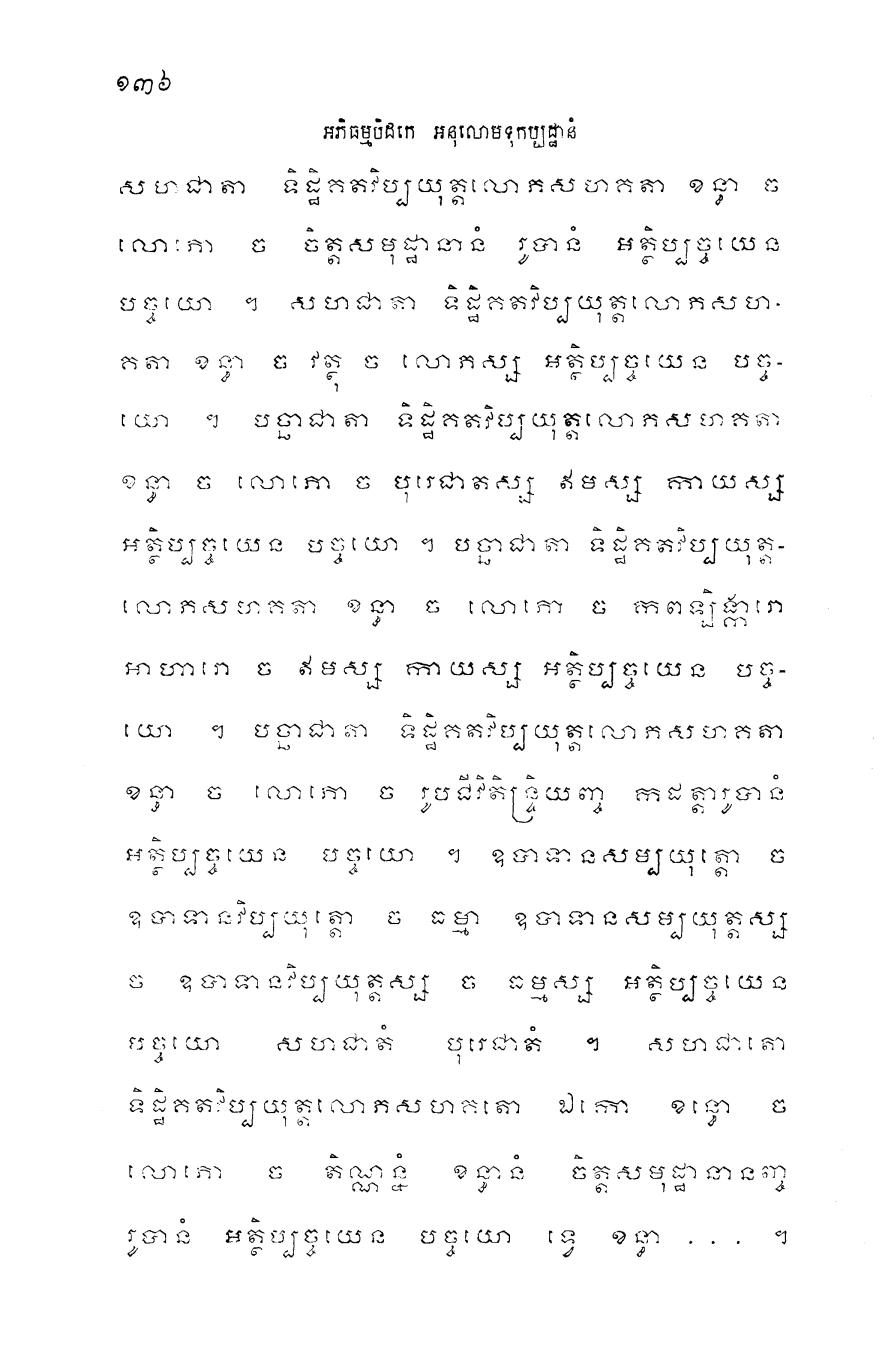 ១៣៦
អភិធម្មបិដកេ អនុលោមទុកប្បដ្ឋានំ
សហជាតា ទិដ្ឋិគតវិប្បយុត្តលោភសហគតា ខន្ធា ច
លោភោ ច ចិត្តសមុដ្ឋានានំ រូបានំ អត្ថិប្បច្ចយេន
បច្ចយោ ។ សហជាតា ទិដ្ឋិគតវិប្បយុត្តលោភសហ-
គតា ខន្ធា ច វត្ថុ ច លោភស្ស អត្ថិប្បច្ចយេន បច្ច-
យោ ។ បច្ឆាជាតា ទិដ្ឋិគតវិប្បយុត្តលោភសហគតា
ខន្ធា ច លោភោ ច បុរេជាតស្ស ឥមស្ស កាយស្ស
អត្ថិប្បច្ចយេន បច្ចយោ ។ បច្ឆាជាតា ទិដ្ឋិគតវិប្បយុត្ត-
លោភសហគតា ខន្ធា ច លោភោ ច កពឡិង្ការោ
អាហារោ ច ឥមស្ស កាយស្ស អត្ថិប្បច្ចយេន បច្ច-
យោ ។ បច្ឆាជាតា ទិដ្ឋិគតវិប្បយុត្តលោភសហគតា
ខន្ធា ច លោភោ ច រូបជីវិតិន្ទ្រិយញ្ច កដត្តារូបានំ
អត្ថិប្បច្ចយេន បច្ចយោ ។ ឧបាទានសម្បយុត្តោ ច
ឧបាទានវិប្បយុត្តោ ច ធម្មា ឧបាទានសម្បយុត្តស្ស
ច ឧបាទានវិប្បយុត្តស្ស ច ធម្មស្ស អត្ថិប្បច្ចយេន
បច្ចយោ សហជាតំ បុរេជាតំ ។ សហជាតោ
ទិដ្ឋិគតវិប្បយុត្តលោភសហគតោ ឯកោ ខន្ធោ ច
លោភោ ច តិណ្ណន្នំ ខន្ធានំ ចិត្តសមុដ្ឋានានញ្ច
រូបានំ អត្ថិប្បច្ចយេន បច្ចយោ ទ្វេ ខន្ធា . . . ។